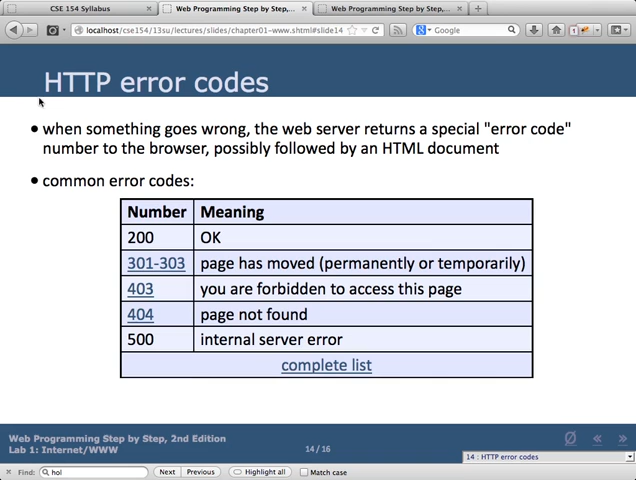 CSE 154 Syllabus
Web Programming Step by Step,...
Web Programming Step by Step, ...
localhost/cse154/13su/lectures/slides/chapter01-www.shtml#slide14
Google
HTTP error codes
• when something goes wrong, the web server returns a special "error code"
number to the browser, possibly followed by an HTML document
• common error codes:
Number Meaning
200 OK
301-303 page has moved (permanently or temporarily)
403 you are forbidden to access this page
404 page not found
500 internal server error
complete list
Web Programming Step by Step, 2nd Edition
Lab 1: Internet/WWW
14 / 16
Ø « »
14 : HTTP error codes
× Find: hol Next Previous Highlight all Match case